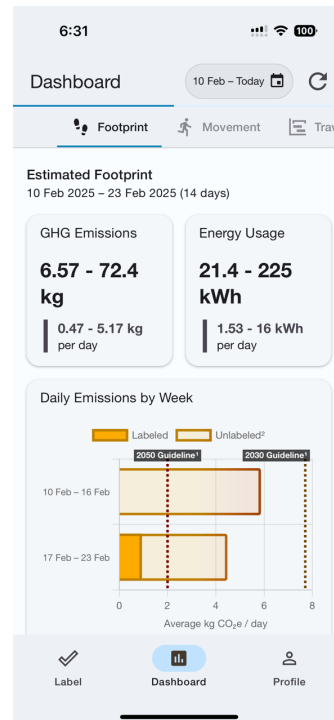 6:31
100
Dashboard
10 Feb – Today
Footprint
Movement
Tra
Estimated Footprint
10 Feb 2025 – 23 Feb 2025 (14 days)
GHG Emissions
6.57 - 72.4
kg
0.47 - 5.17 kg
per day
Energy Usage
21.4 - 225
kWh
1.53 - 16 kWh
per day
Daily Emissions by Week
Labeled
Unlabeled²
2050 Guideline¹
2030 Guideline¹
10 Feb – 16 Feb
17 Feb – 23 Feb
0 2 4 6 8
Average kg CO₂e / day
Label
Dashboard
Profile